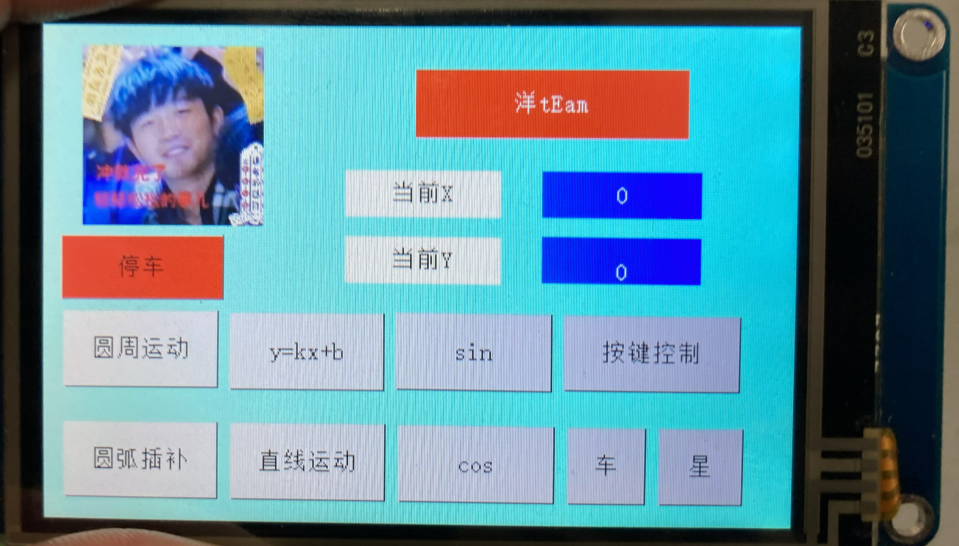 洋tEam
当前X
0
当前Y
0
停车
圆周运动
y=kx+b
sin
按键控制
圆弧插补
直线运动
cos
车
星
035101
C3